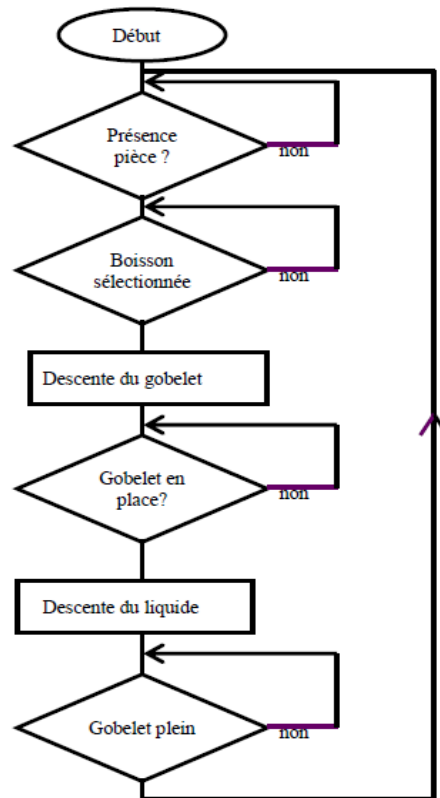 Début
Présence
pièce ?
non
Boisson
sélectionnée
non
Descente du gobelet
Gobelet en
place?
non
Descente du liquide
Gobelet plein
non